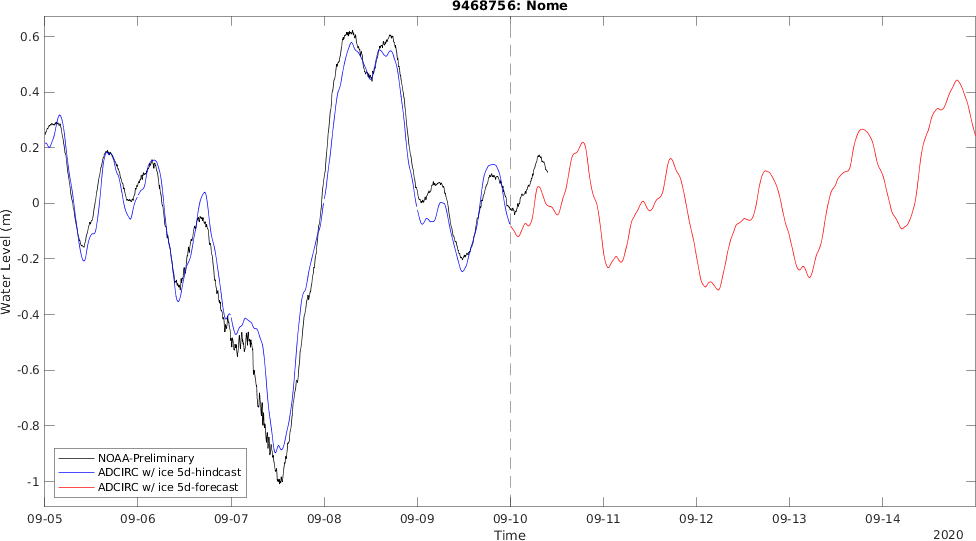 9468756: Nome
0.6
0.4
0.2
0
-0.2
-0.4
-0.6
-0.8
-1
Water Level (m)
NOAA-Preliminary
ADCIRC w/ ice 5d-hindcast
ADCIRC w/ ice 5d-forecast
09-05 09-06 09-07 09-08 09-09 09-10 09-11 09-12 09-13 09-14
Time
2020